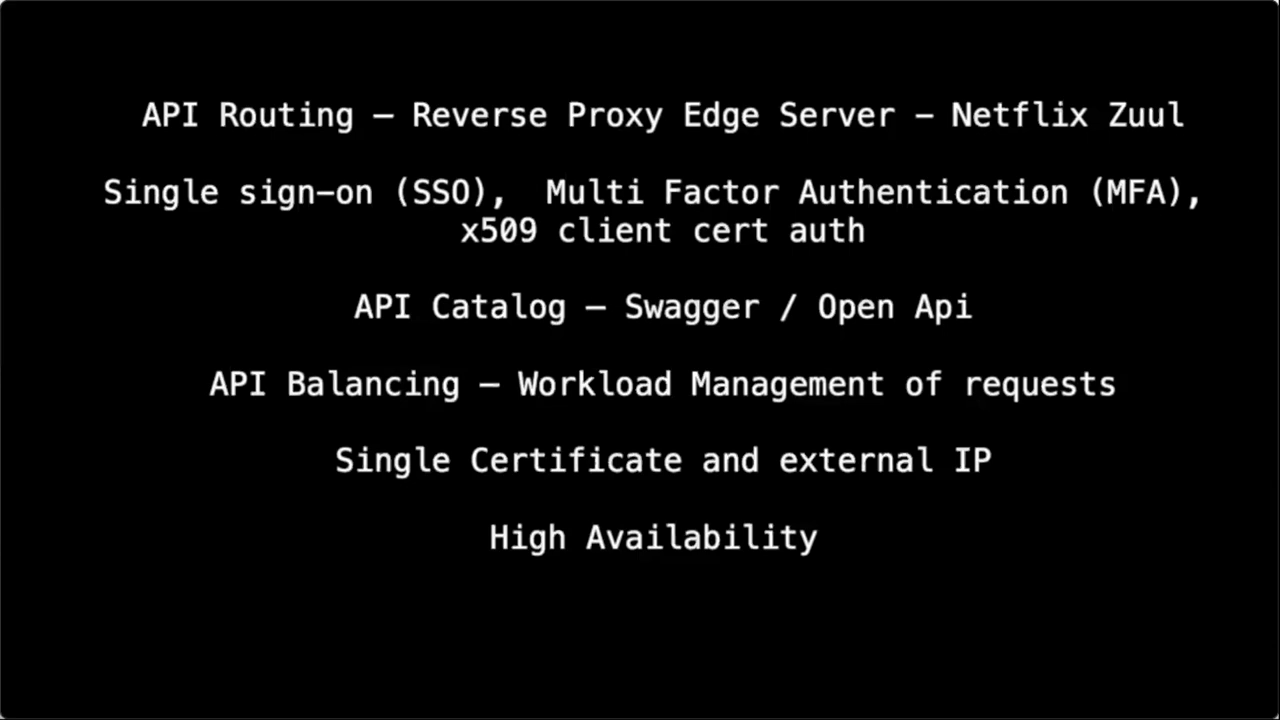 API Routing – Reverse Proxy Edge Server – Netflix Zuul
Single sign-on (SSO),  Multi Factor Authentication (MFA),
x509 client cert auth
API Catalog – Swagger / Open Api
API Balancing – Workload Management of requests
Single Certificate and external IP
High Availability